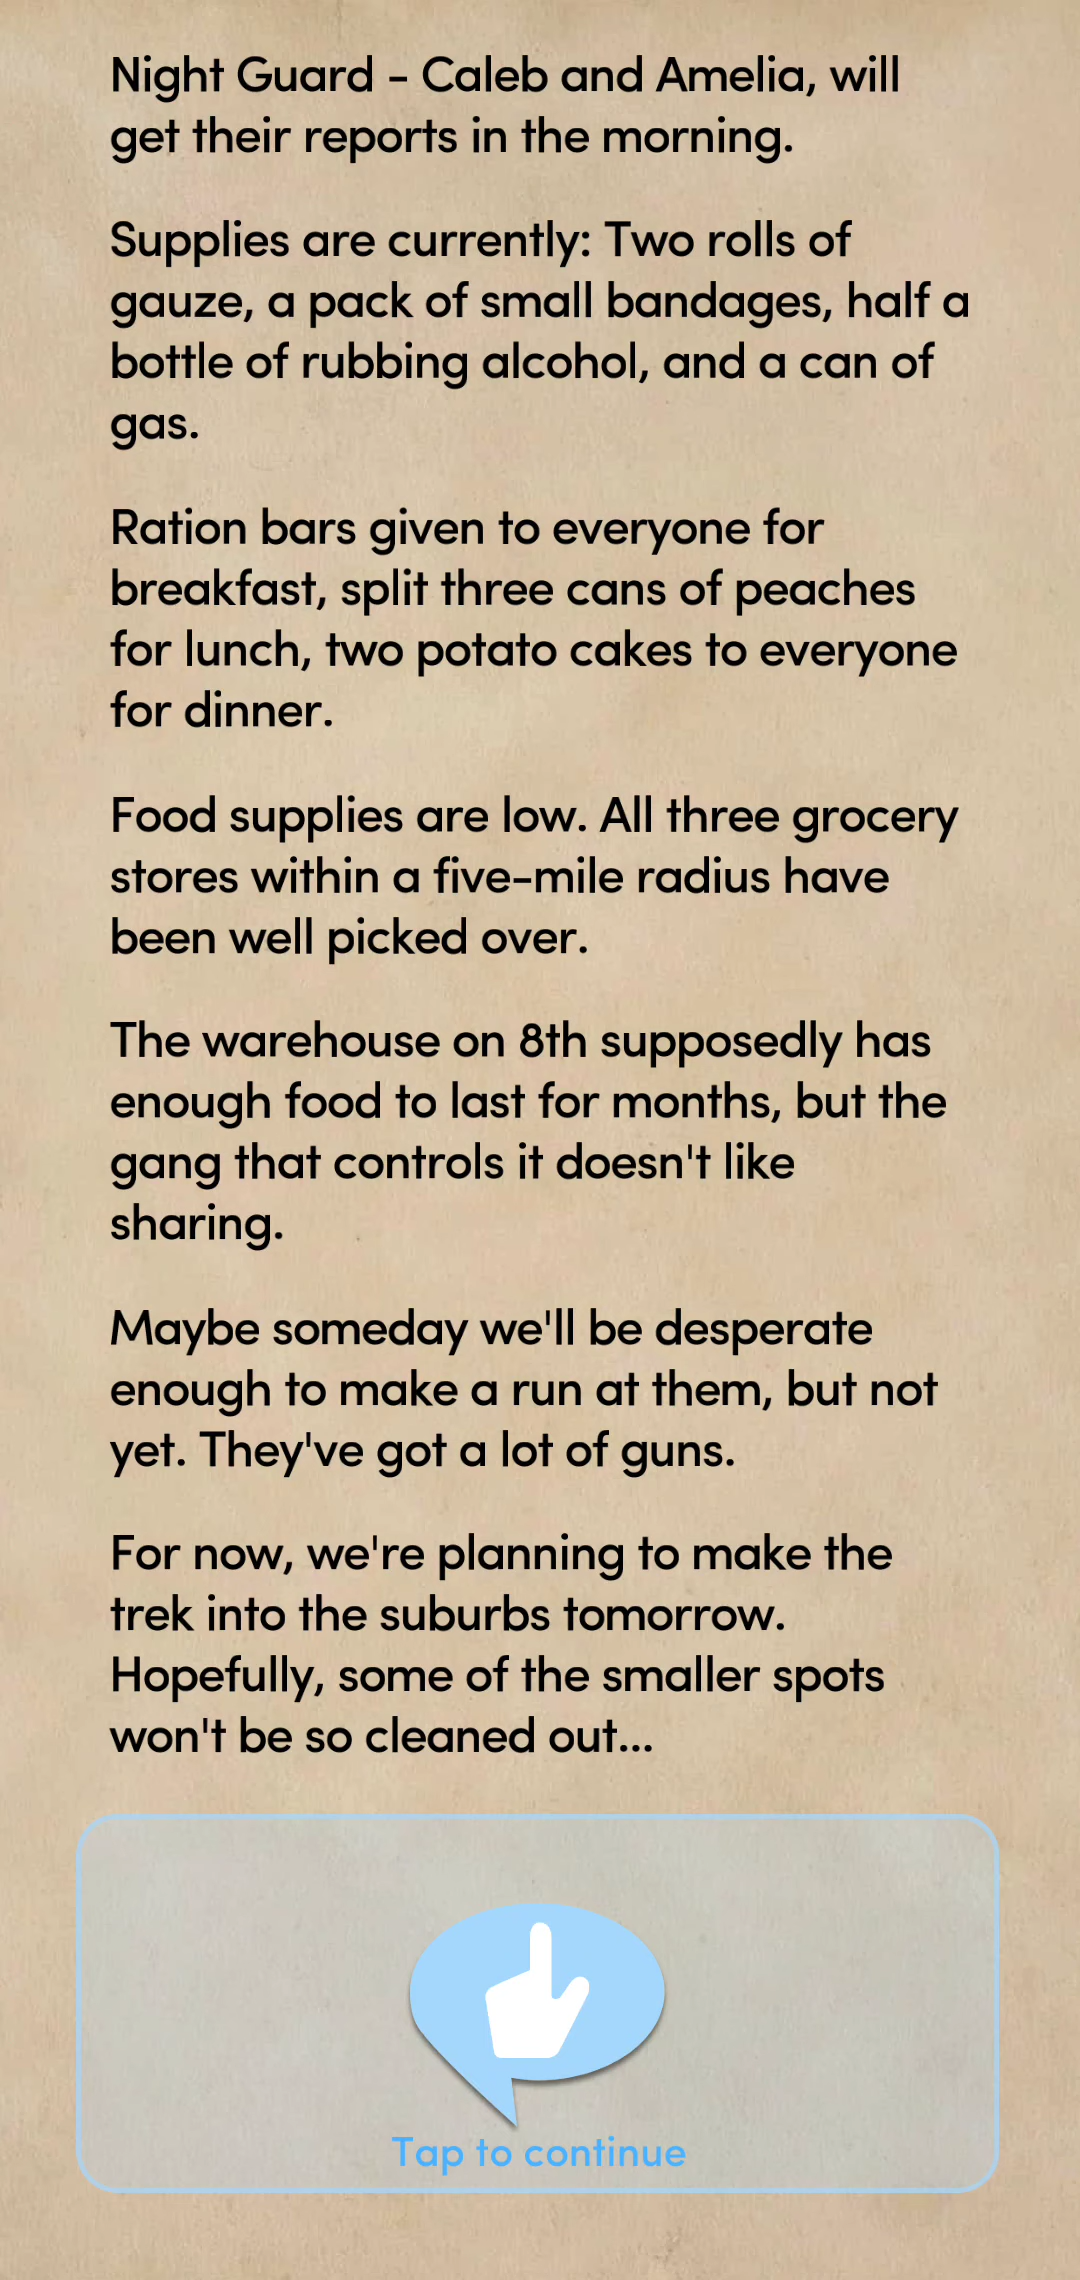 Night Guard - Caleb and Amelia, will
get their reports in the morning.
Supplies are currently: Two rolls of
gauze, a pack of small bandages, half a
bottle of rubbing alcohol, and a can of
gas.
Ration bars given to everyone for
breakfast, split three cans of peaches
for lunch, two potato cakes to everyone
for dinner.
Food supplies are low. All three grocery
stores within a five-mile radius have
been well picked over.
The warehouse on 8th supposedly has
enough food to last for months, but the
gang that controls it doesn't like
sharing.
Maybe someday we'll be desperate
enough to make a run at them, but not
yet. They've got a lot of guns.
For now, we're planning to make the
trek into the suburbs tomorrow.
Hopefully, some of the smaller spots
won't be so cleaned out...
Tap to continue